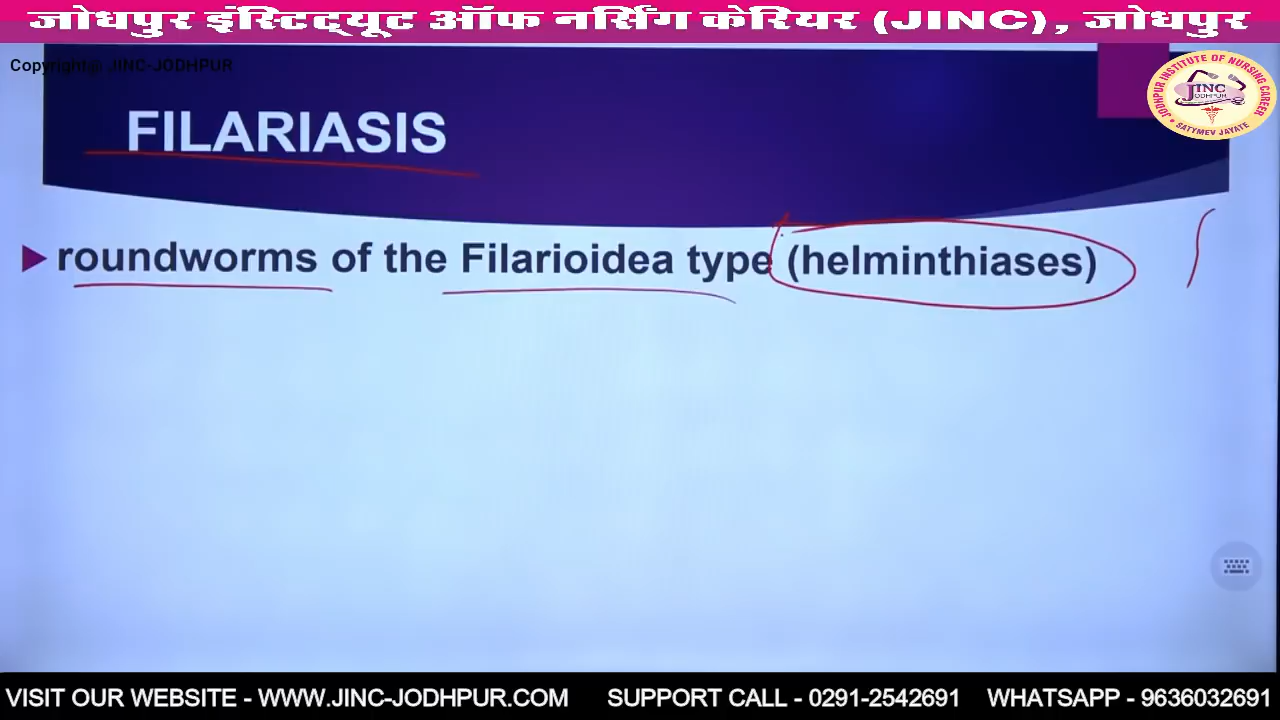 जोधपुर इंस्टिट्यूट ऑफ नर्सिंग केरियर (JINC), जोधपुर
Copyright@ JINC-JODHPUR
JODHPUR INSTITUTE OF NURSING CAREER
JINC
JODHPUR
SATYMEV JAYATE
FILARIASIS
roundworms of the Filarioidea type (helminthiases)
VISIT OUR WEBSITE - WWW.JINC-JODHPUR.COM SUPPORT CALL - 0291-2542691 WHATSAPP - 9636032691